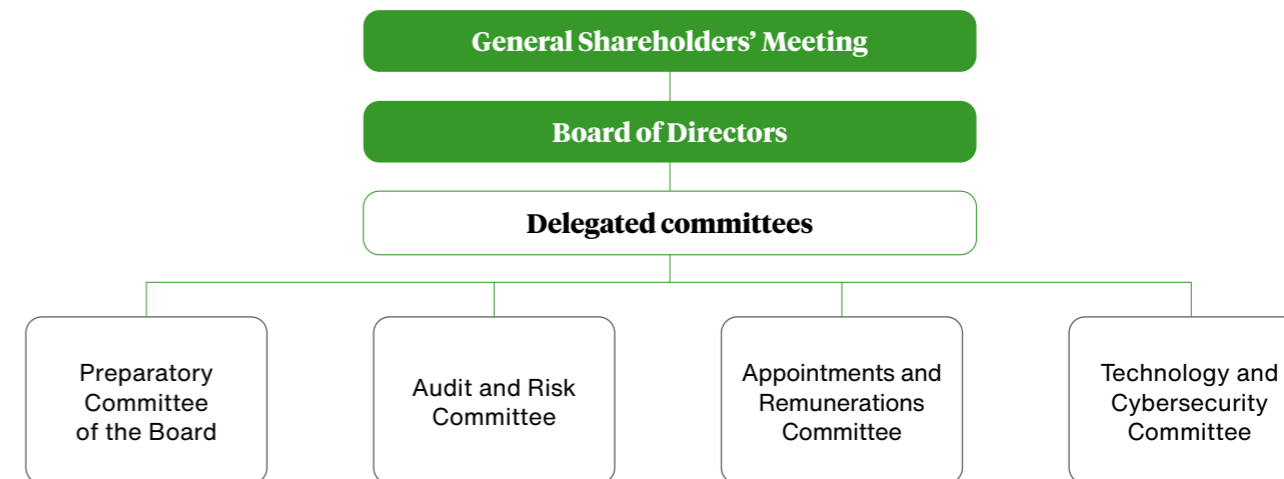 General Shareholders’ Meeting
Board of Directors
Delegated committees
Preparatory
Committee
of the Board
Audit and Risk
Committee
Appointments and
Remunerations
Committee
Technology and
Cybersecurity
Committee